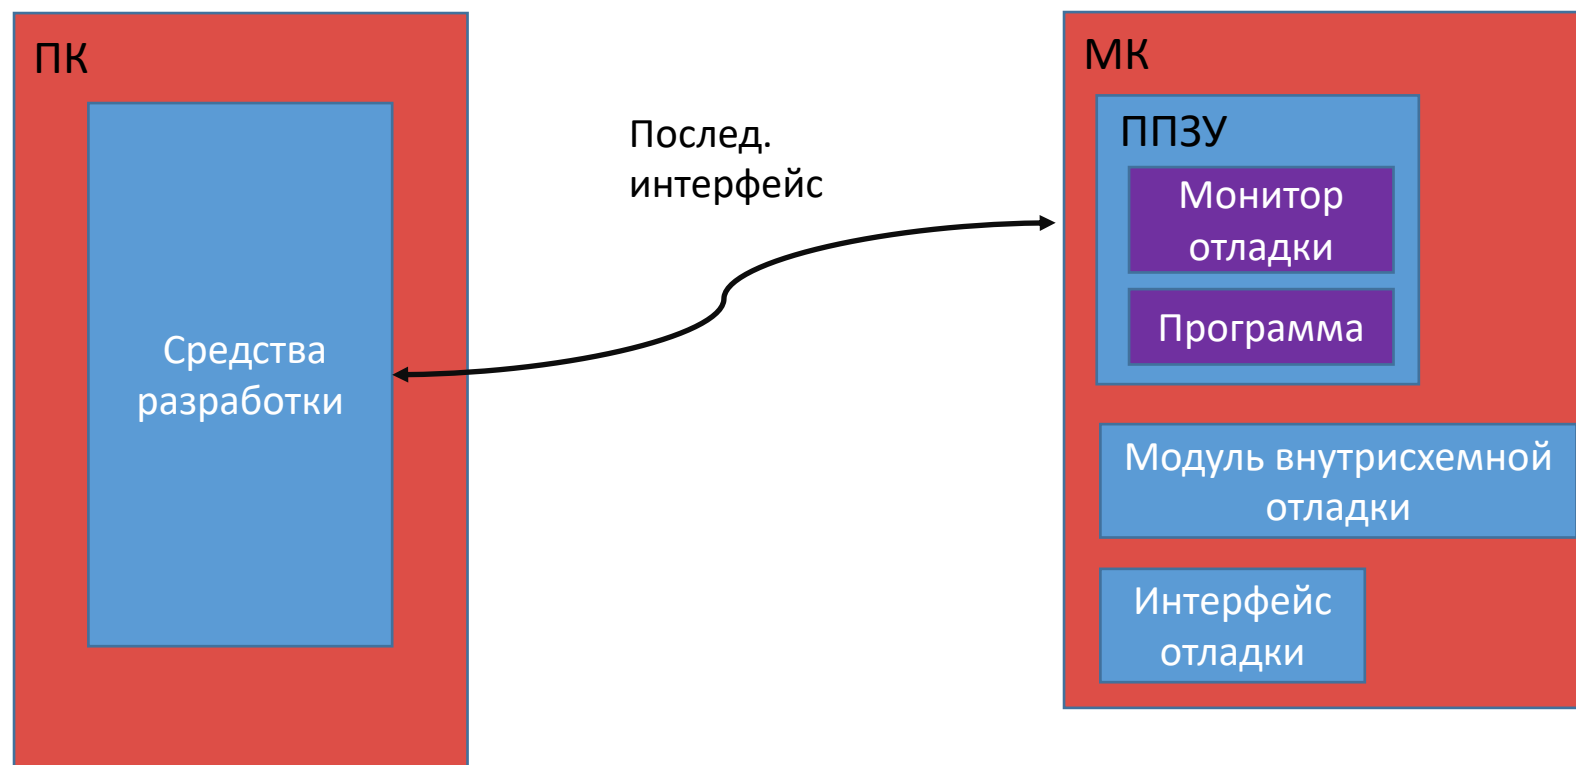 ПК
Средства
разработки
Послед.
интерфейс
МК
ППЗУ
Монитор
отладки
Программа
Модуль внутрисхемной
отладки
Интерфейс
отладки